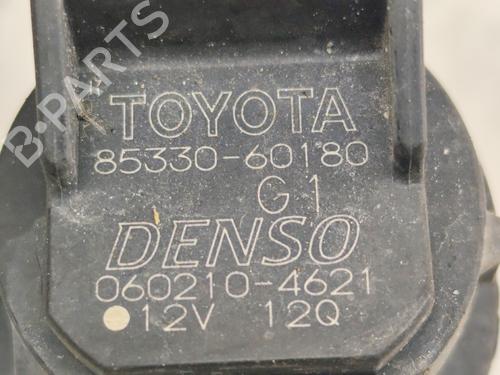 TOYOTA
85330-60180
G1
DENSO
060210-4621
12V 12Q
B-PARTS